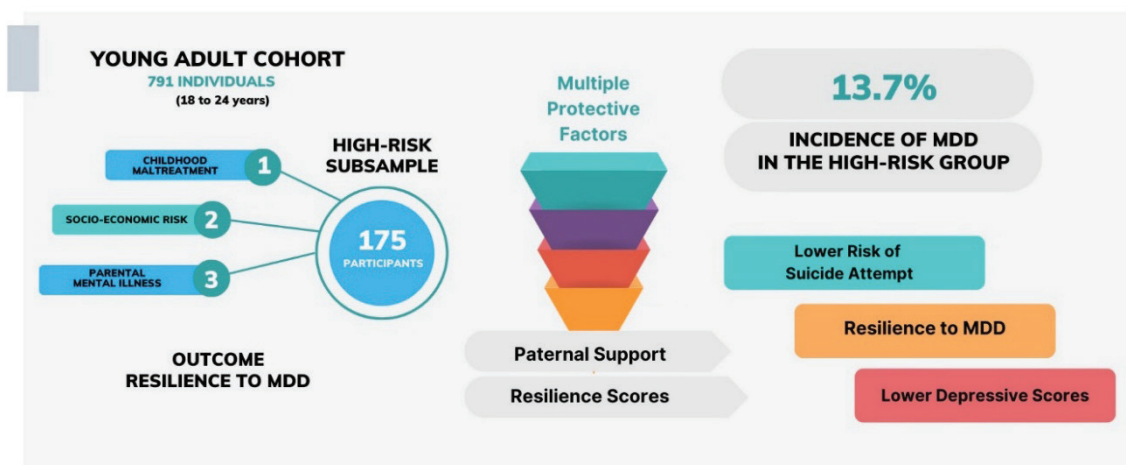 YOUNG ADULT COHORT
791 INDIVIDUALS
(18 to 24 years)
CHILDHOOD
MALTREATMENT
1
SOCIO-ECONOMIC RISK
2
PARENTAL
MENTAL ILLNESS
3
HIGH-RISK
SUBSAMPLE
175
PARTICIPANTS
OUTCOME
RESILIENCE TO MDD
Multiple
Protective
Factors
Paternal Support
Resilience Scores
13.7%
INCIDENCE OF MDD
IN THE HIGH-RISK GROUP
Lower Risk of
Suicide Attempt
Resilience to MDD
Lower Depressive Scores